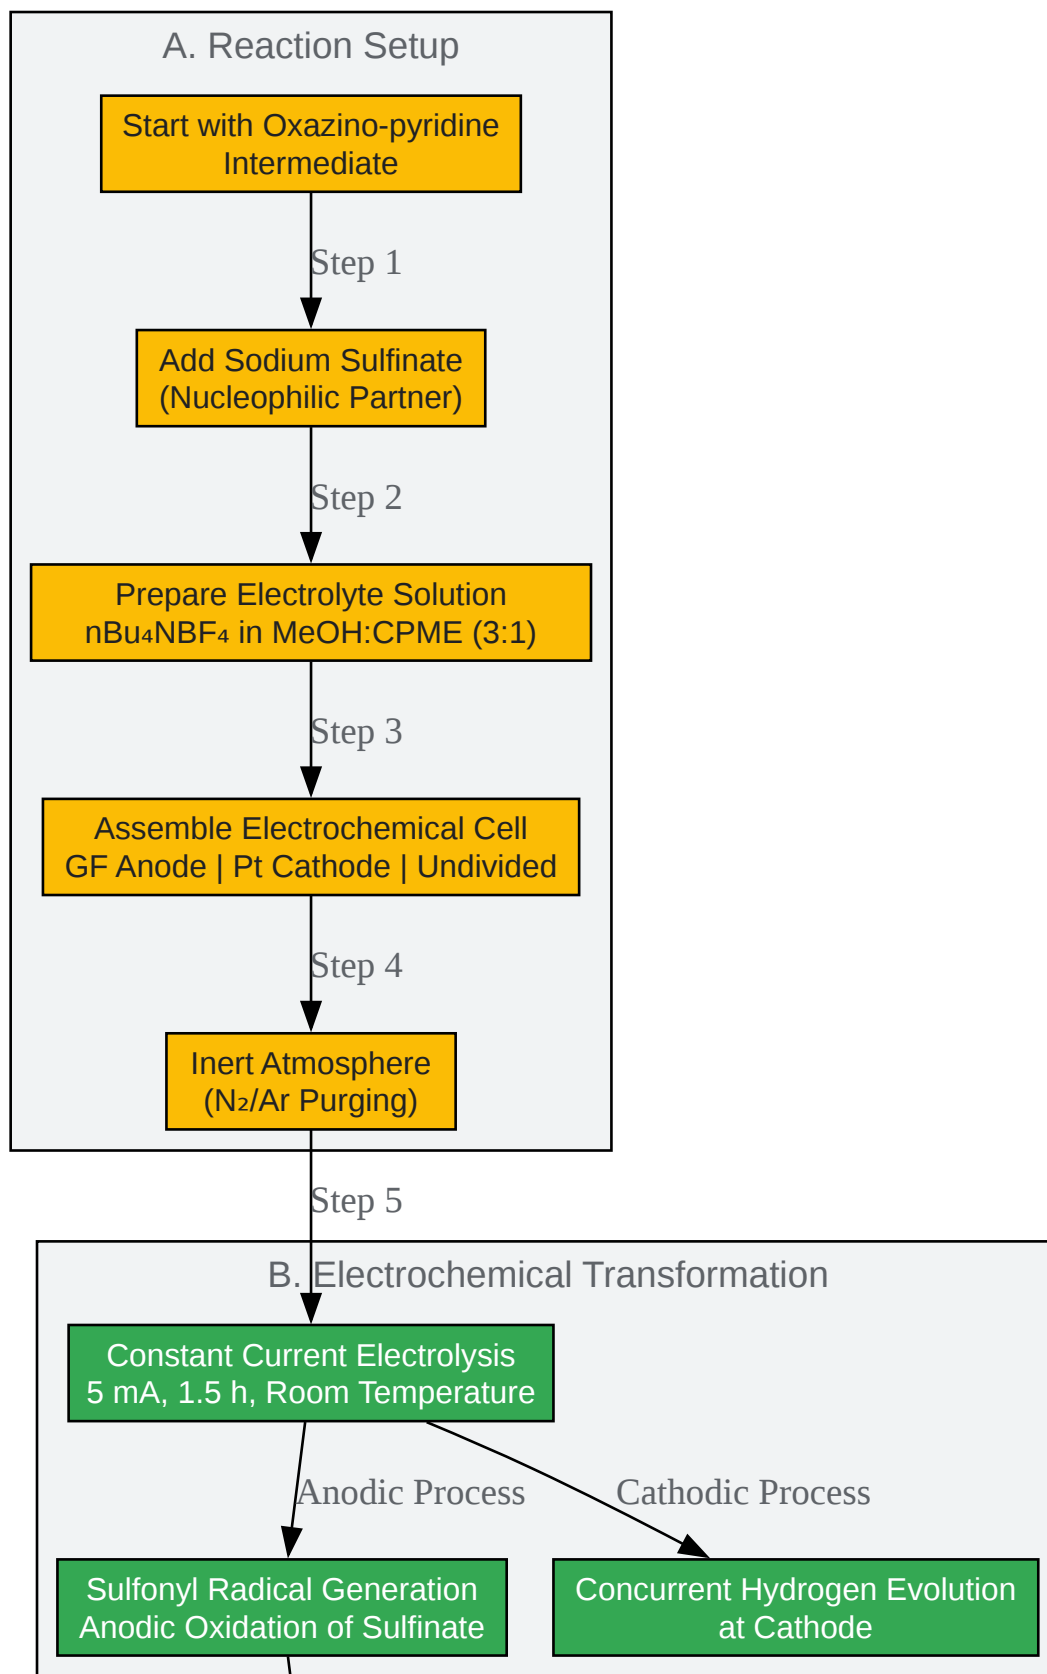 A. Reaction Setup
Start with Oxazino-pyridine
Intermediate
Step 1
Add Sodium Sulfinate
(Nucleophilic Partner)
Step 2
Prepare Electrolyte Solution
nBu₄NBF₄ in MeOH:CPME (3:1)
Step 3
Assemble Electrochemical Cell
GF Anode | Pt Cathode | Undivided
Step 4
Inert Atmosphere
(N₂/Ar Purging)
Step 5
B. Electrochemical Transformation
Constant Current Electrolysis
5 mA, 1.5 h, Room Temperature
Anodic Process
Cathodic Process
Sulfonyl Radical Generation
Anodic Oxidation of Sulfinate
Concurrent Hydrogen Evolution
at Cathode